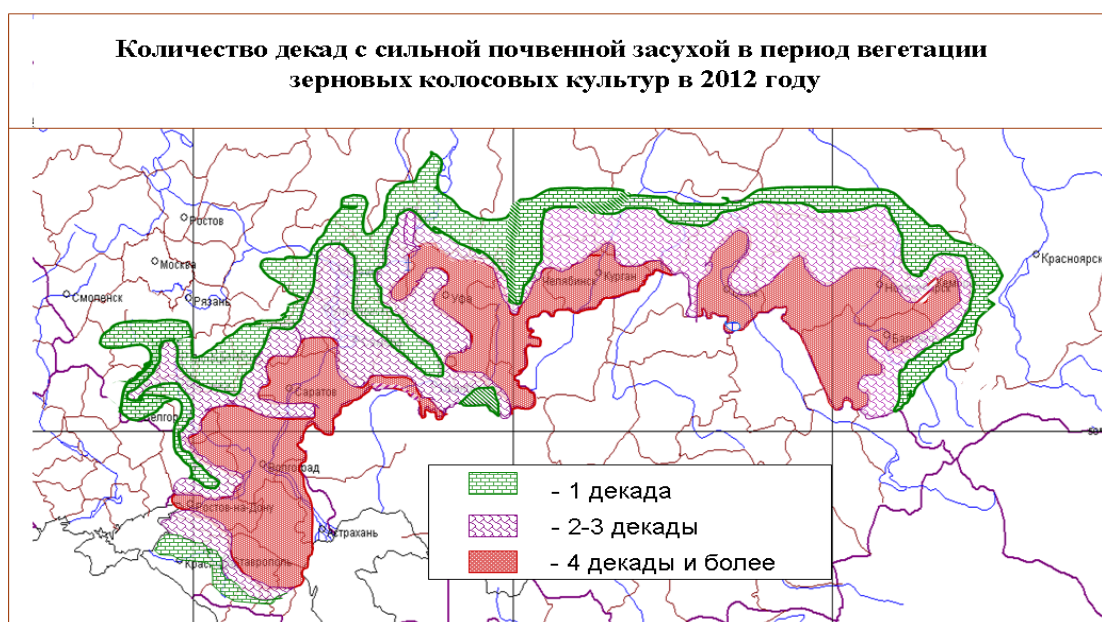 Количество декад с сильной почвенной засухой в период вегетации
зерновых колосовых культур в 2012 году
Ростов
Москва
Смоленск
Рязань
Красноярск
Челябинск
Курган
Уфа
Саратов
Волгоград
Ростов-на-Дону
Астрахань
- 1 декада
- 2-3 декады
- 4 декады и более